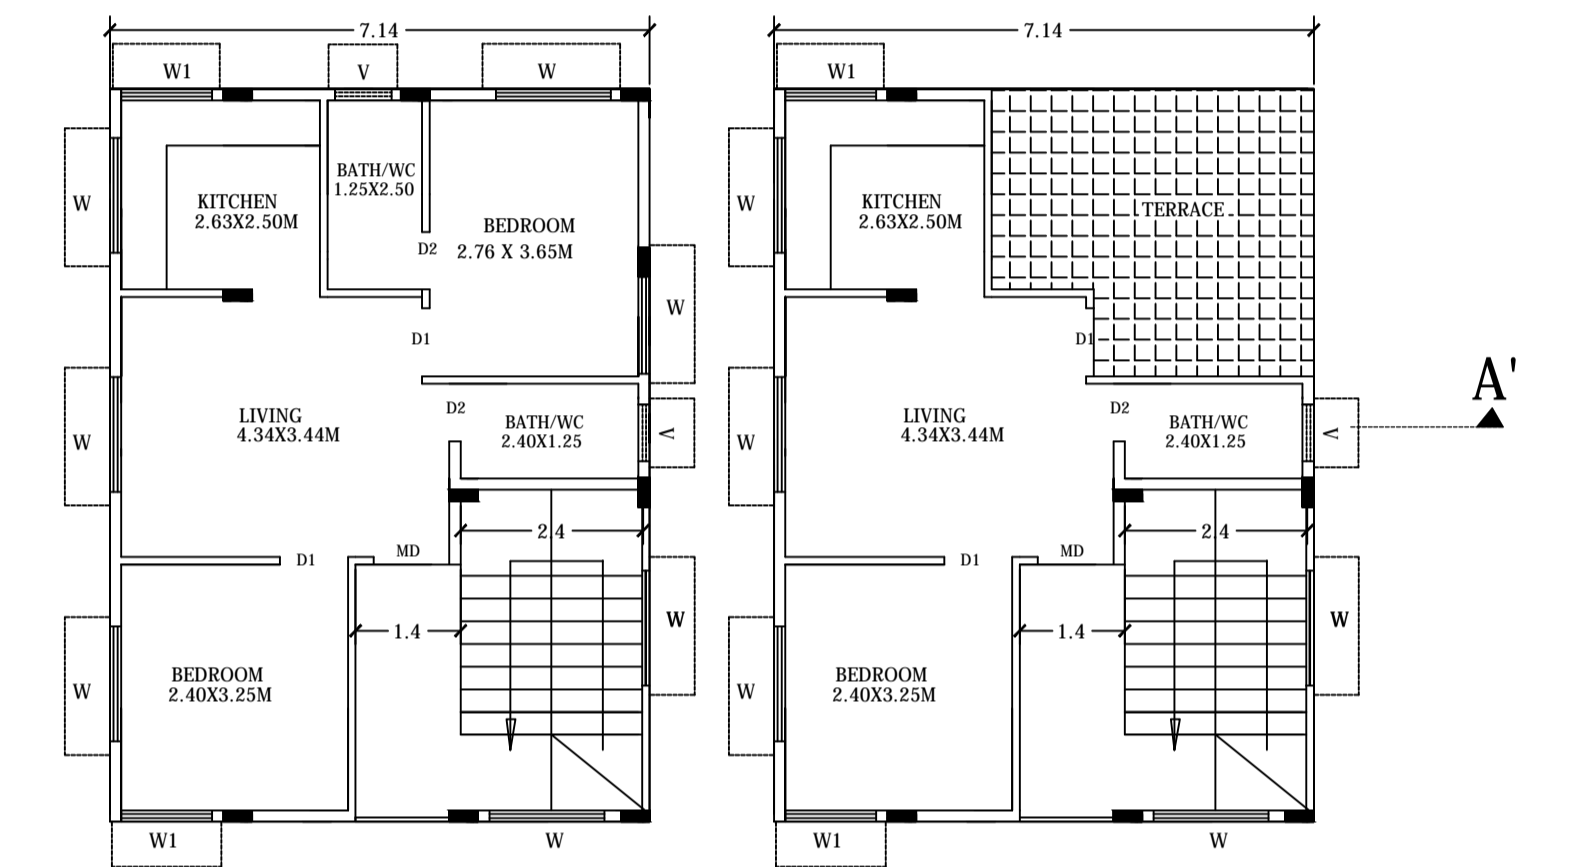 7.14
W1
V
W
W
BATH/WC
1.25X2.50
KITCHEN
2.63X2.50M
BEDROOM
2.76 X 3.65M
D2
W
D1
W
LIVING
4.34X3.44M
D2
BATH/WC
2.40X1.25
V
2.4
MD
D1
1.4
W
W
BEDROOM
2.40X3.25M
W1
W
7.14
W1
W
KITCHEN
2.63X2.50M
TERRACE
D1
W
LIVING
4.34X3.44M
D2
BATH/WC
2.40X1.25
V
A'
2.4
MD
D1
1.4
W
W
BEDROOM
2.40X3.25M
W1
W